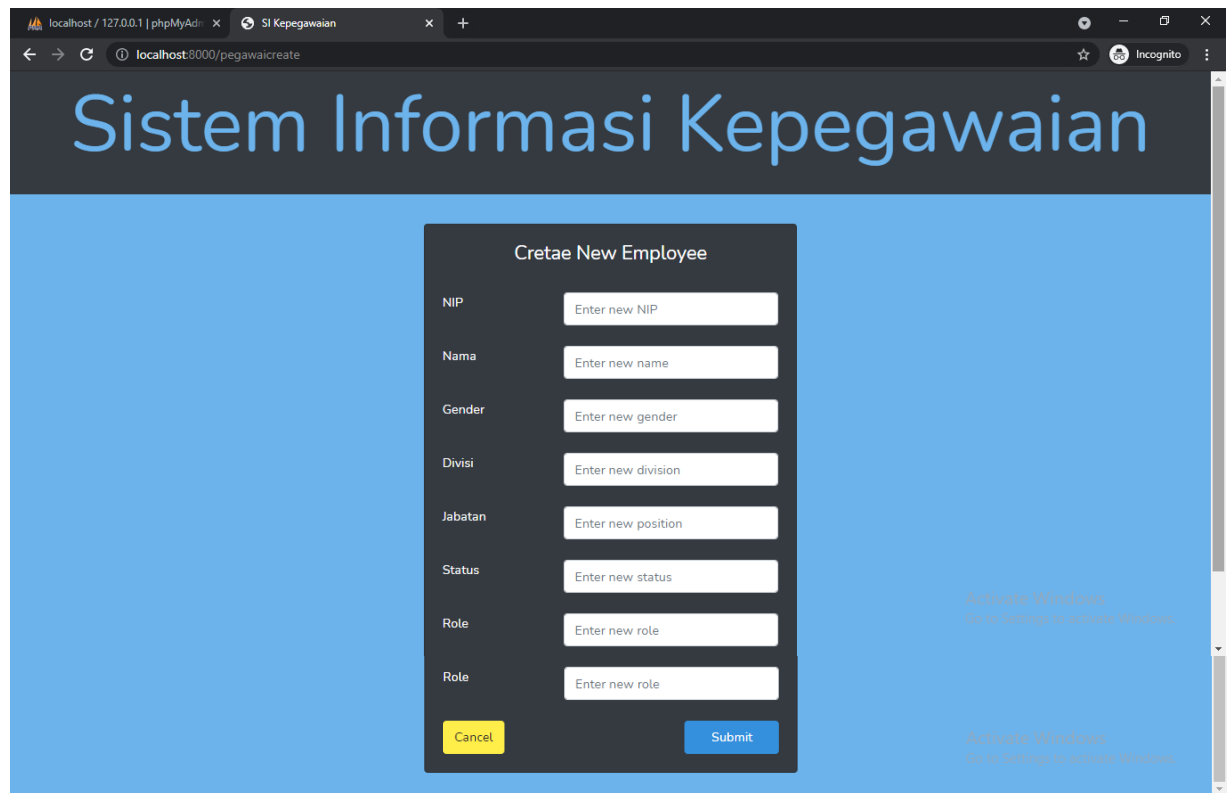 localhost / 127.0.0.1 | phpMyAdm
SI Kepegawaian
localhost:8000/pegawaicreate
Incognito
Sistem Informasi Kepegawaian
Cretae New Employee
NIP
Enter new NIP
Nama
Enter new name
Gender
Enter new gender
Divisi
Enter new division
Jabatan
Enter new position
Status
Enter new status
Role
Enter new role
Role
Enter new role
Cancel
Submit
Activate Windows
Activate Windows